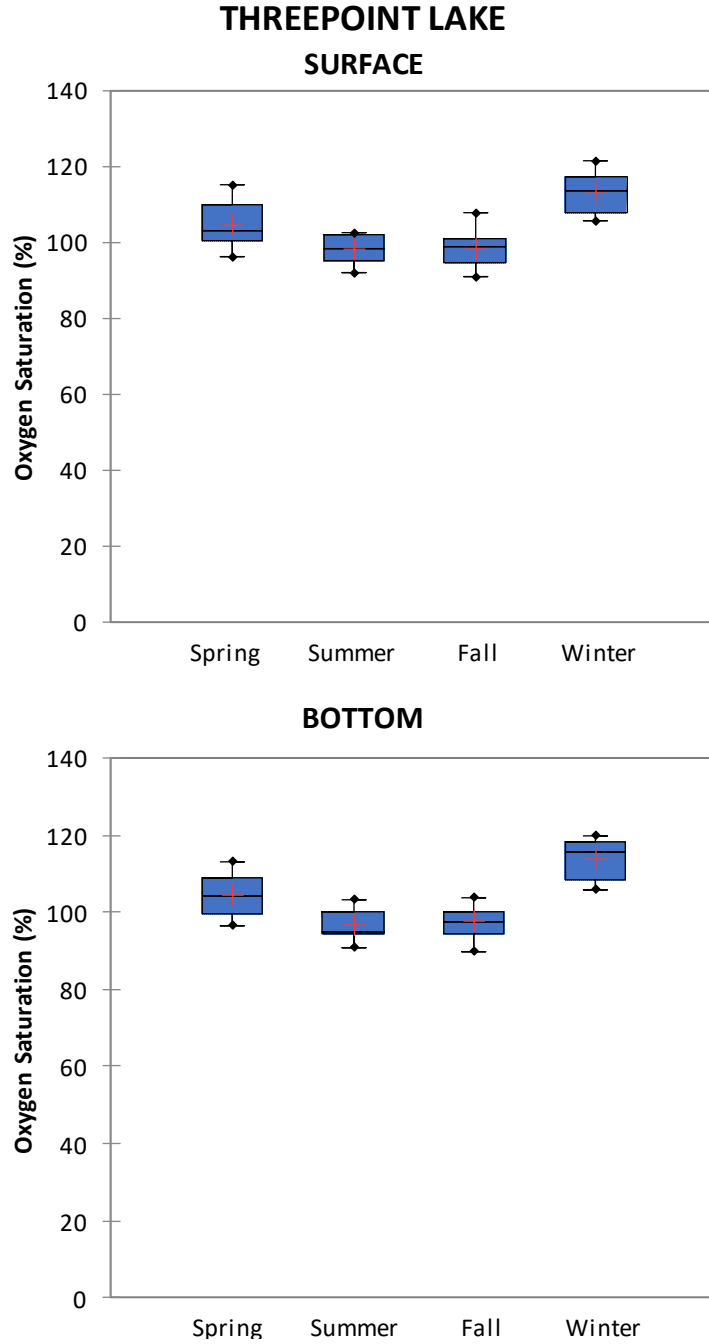 THREEPOINT LAKE
SURFACE
Oxygen Saturation (%)
140
120
100
80
60
40
20
0
Spring Summer Fall Winter
BOTTOM
Oxygen Saturation (%)
140
120
100
80
60
40
20
0
Spring Summer Fall Winter